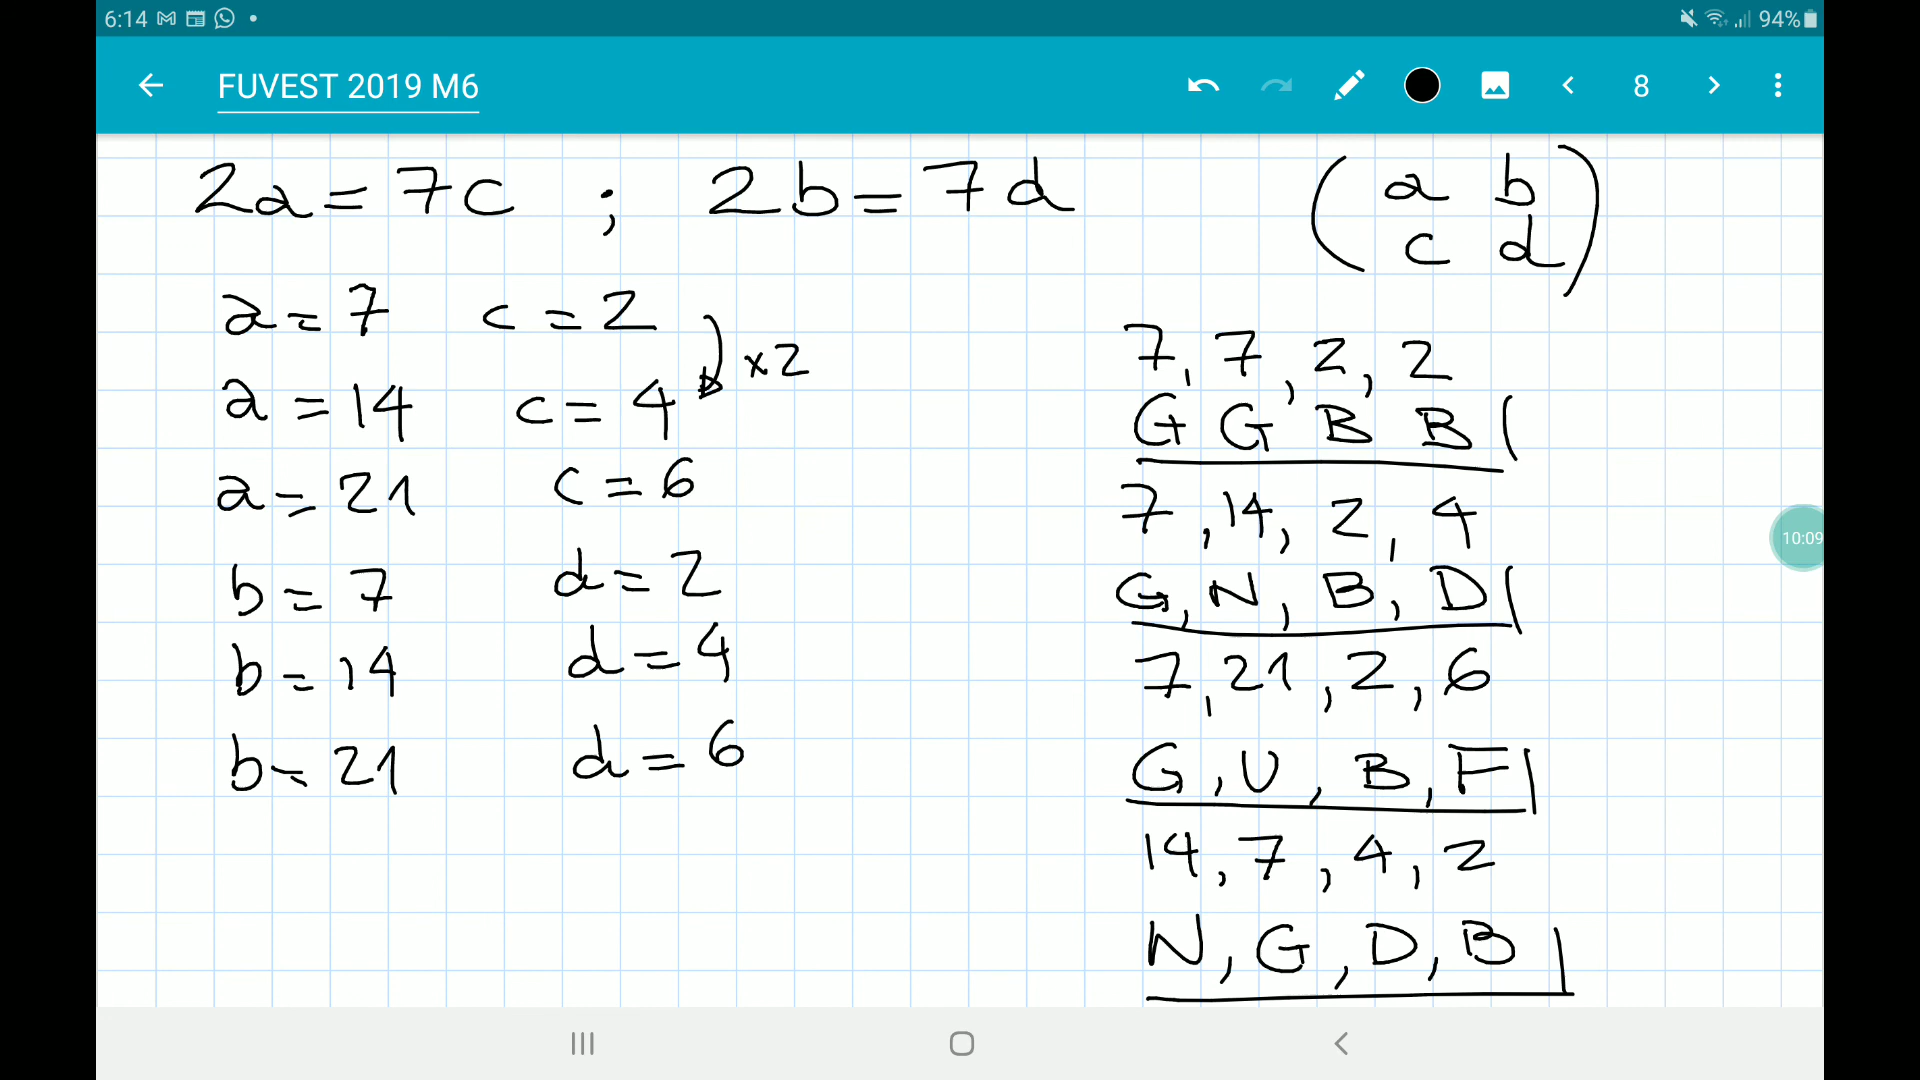 6:14 94%
FUVEST 2019 M6 8
2a = 7c ; 2b = 7d
(a b
c d)
a = 7 c = 2
x2
a = 14 c = 4
a = 21 c = 6
b = 7 d = 2
b = 14 d = 4
b = 21 d = 6
7, 7, 2, 2
G G B B
7, 14, 2, 4
G, N, B, D
7, 21, 2, 6
G, U, B, F
14, 7, 4, 2
N, G, D, B
10:09